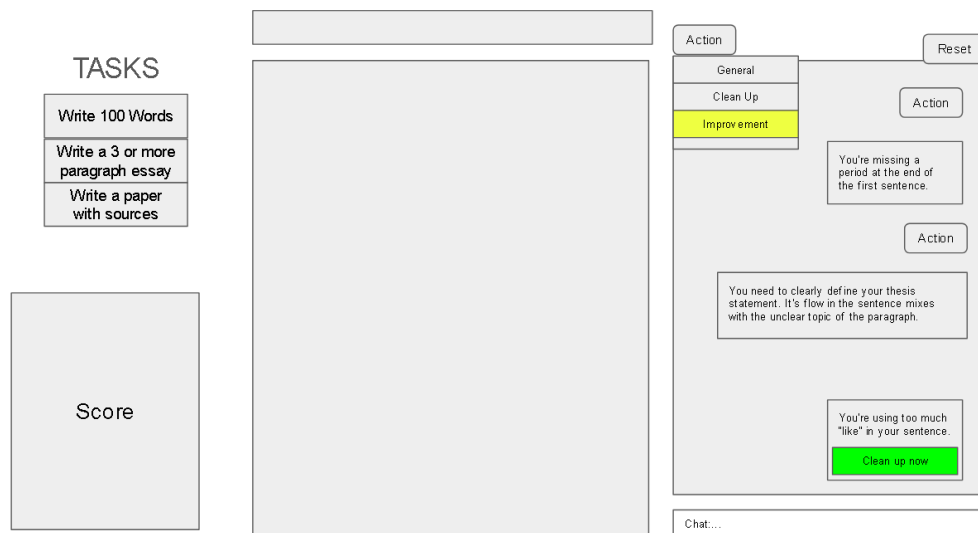 TASKS
Write 100 Words
Write a 3 or more
paragraph essay
Write a paper
with sources
Score
Action
General
Clean Up
Improvement
Reset
Action
You're missing a
period at the end of
the first sentence.
Action
You need to clearly define your thesis
statement. It's flow in the sentence mixes
with the unclear topic of the paragraph.
You're using too much
"like" in your sentence.
Clean up now
Chat:...